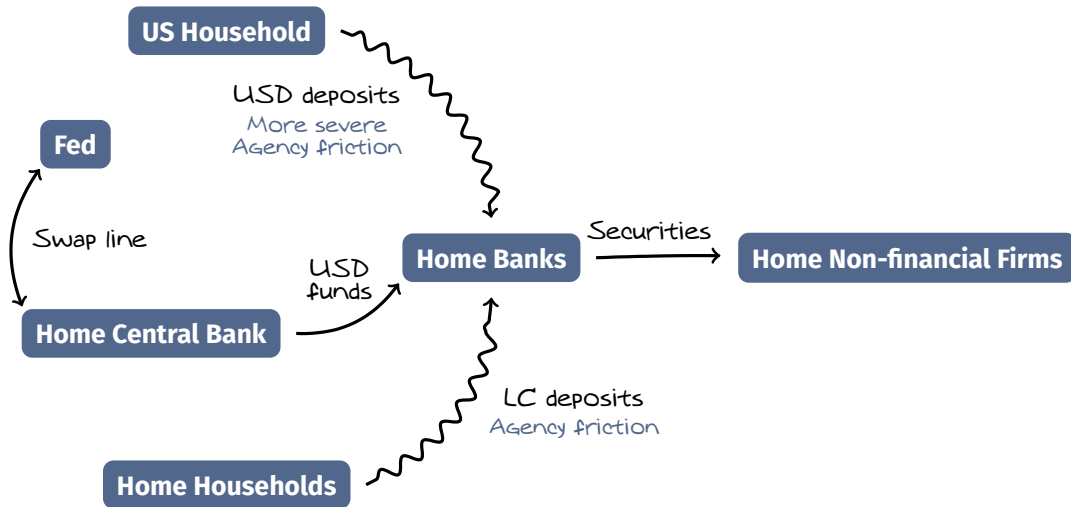 US Household
USD deposits
More severe
Agency friction
Fed
Swap line
USD
funds
Home Banks
Securities
Home Non-financial Firms
Home Central Bank
LC deposits
Agency friction
Home Households